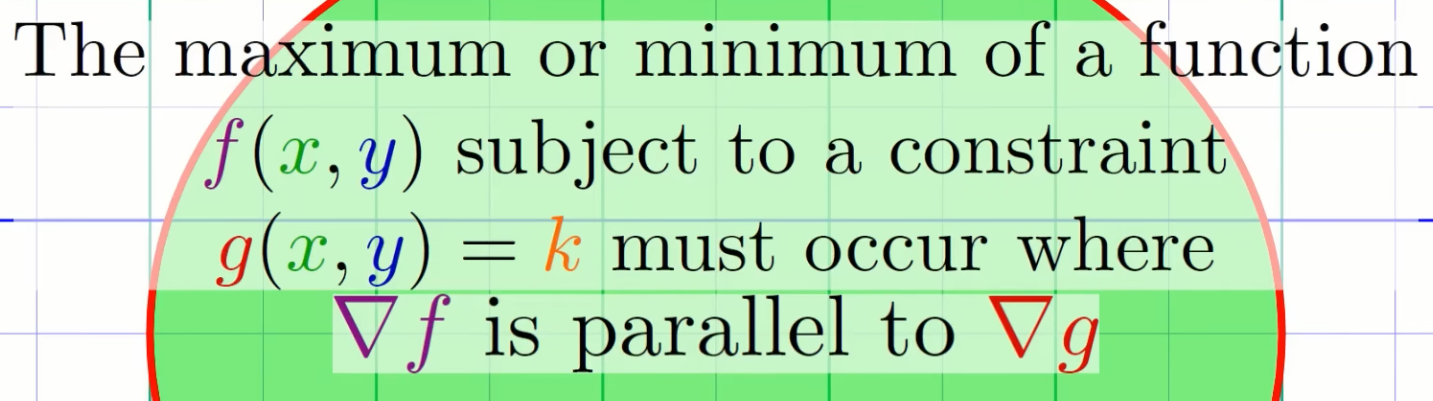 The maximum or minimum of a function
f(x, y) subject to a constraint
g(x, y) = k must occur where
∇f is parallel to ∇g